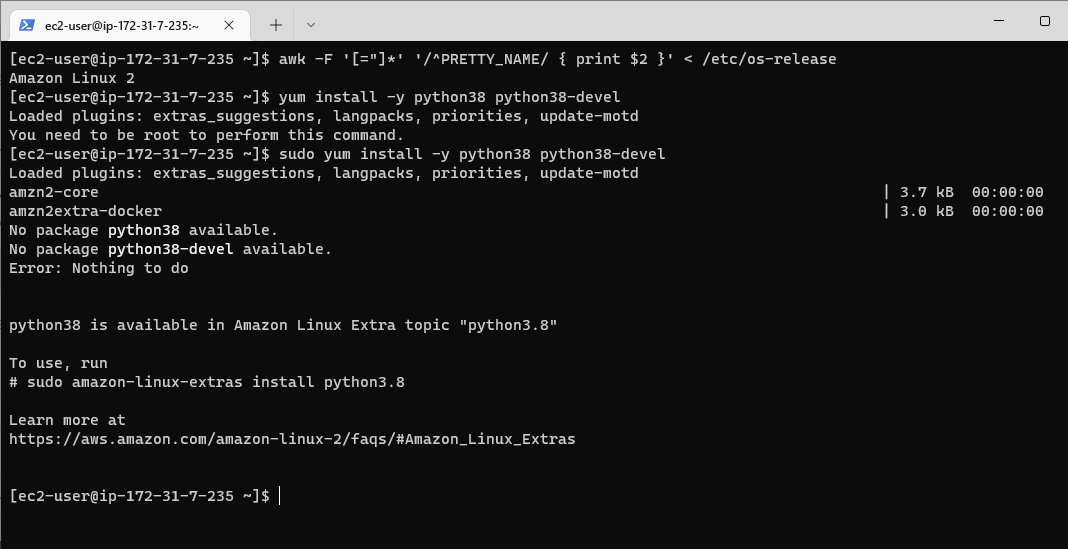 ec2-user@ip-172-31-7-235:~
[ec2-user@ip-172-31-7-235 ~]$ awk -F '[="]*' '/^PRETTY_NAME/ { print $2 }' < /etc/os-release
Amazon Linux 2
[ec2-user@ip-172-31-7-235 ~]$ yum install -y python38 python38-devel
Loaded plugins: extras_suggestions, langpacks, priorities, update-motd
You need to be root to perform this command.
[ec2-user@ip-172-31-7-235 ~]$ sudo yum install -y python38 python38-devel
Loaded plugins: extras_suggestions, langpacks, priorities, update-motd
amzn2-core | 3.7 kB 00:00:00
amzn2extra-docker | 3.0 kB 00:00:00
No package python38 available.
No package python38-devel available.
Error: Nothing to do
python38 is available in Amazon Linux Extra topic "python3.8"
To use, run
# sudo amazon-linux-extras install python3.8
Learn more at
https://aws.amazon.com/amazon-linux-2/faqs/#Amazon_Linux_Extras
[ec2-user@ip-172-31-7-235 ~]$